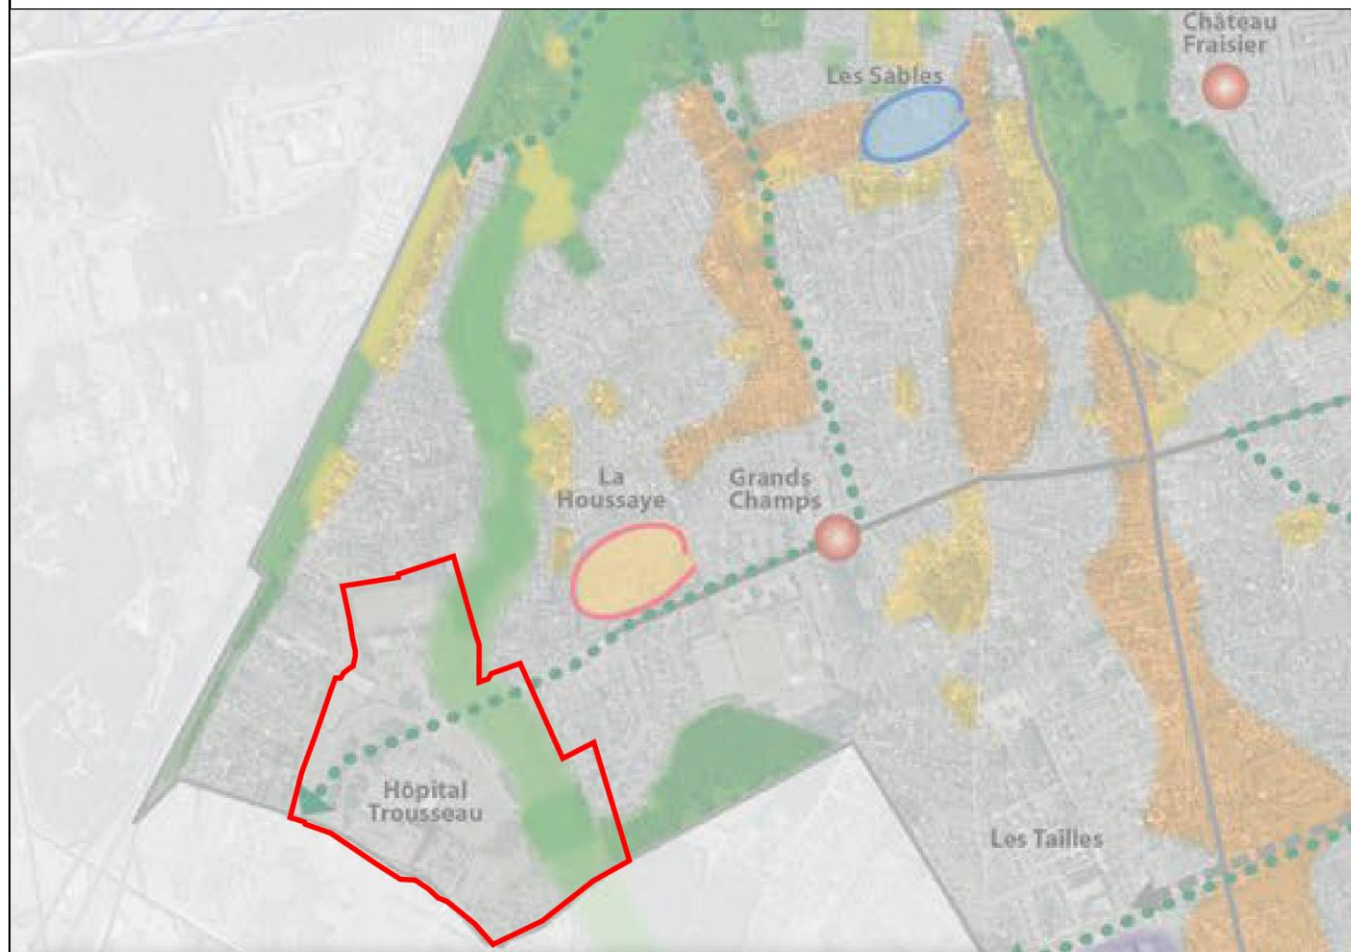 Château
Fraisier
Les Sables
La
Houssaye
Grands
Champs
Hôpital
Trousseau
Les Tailles